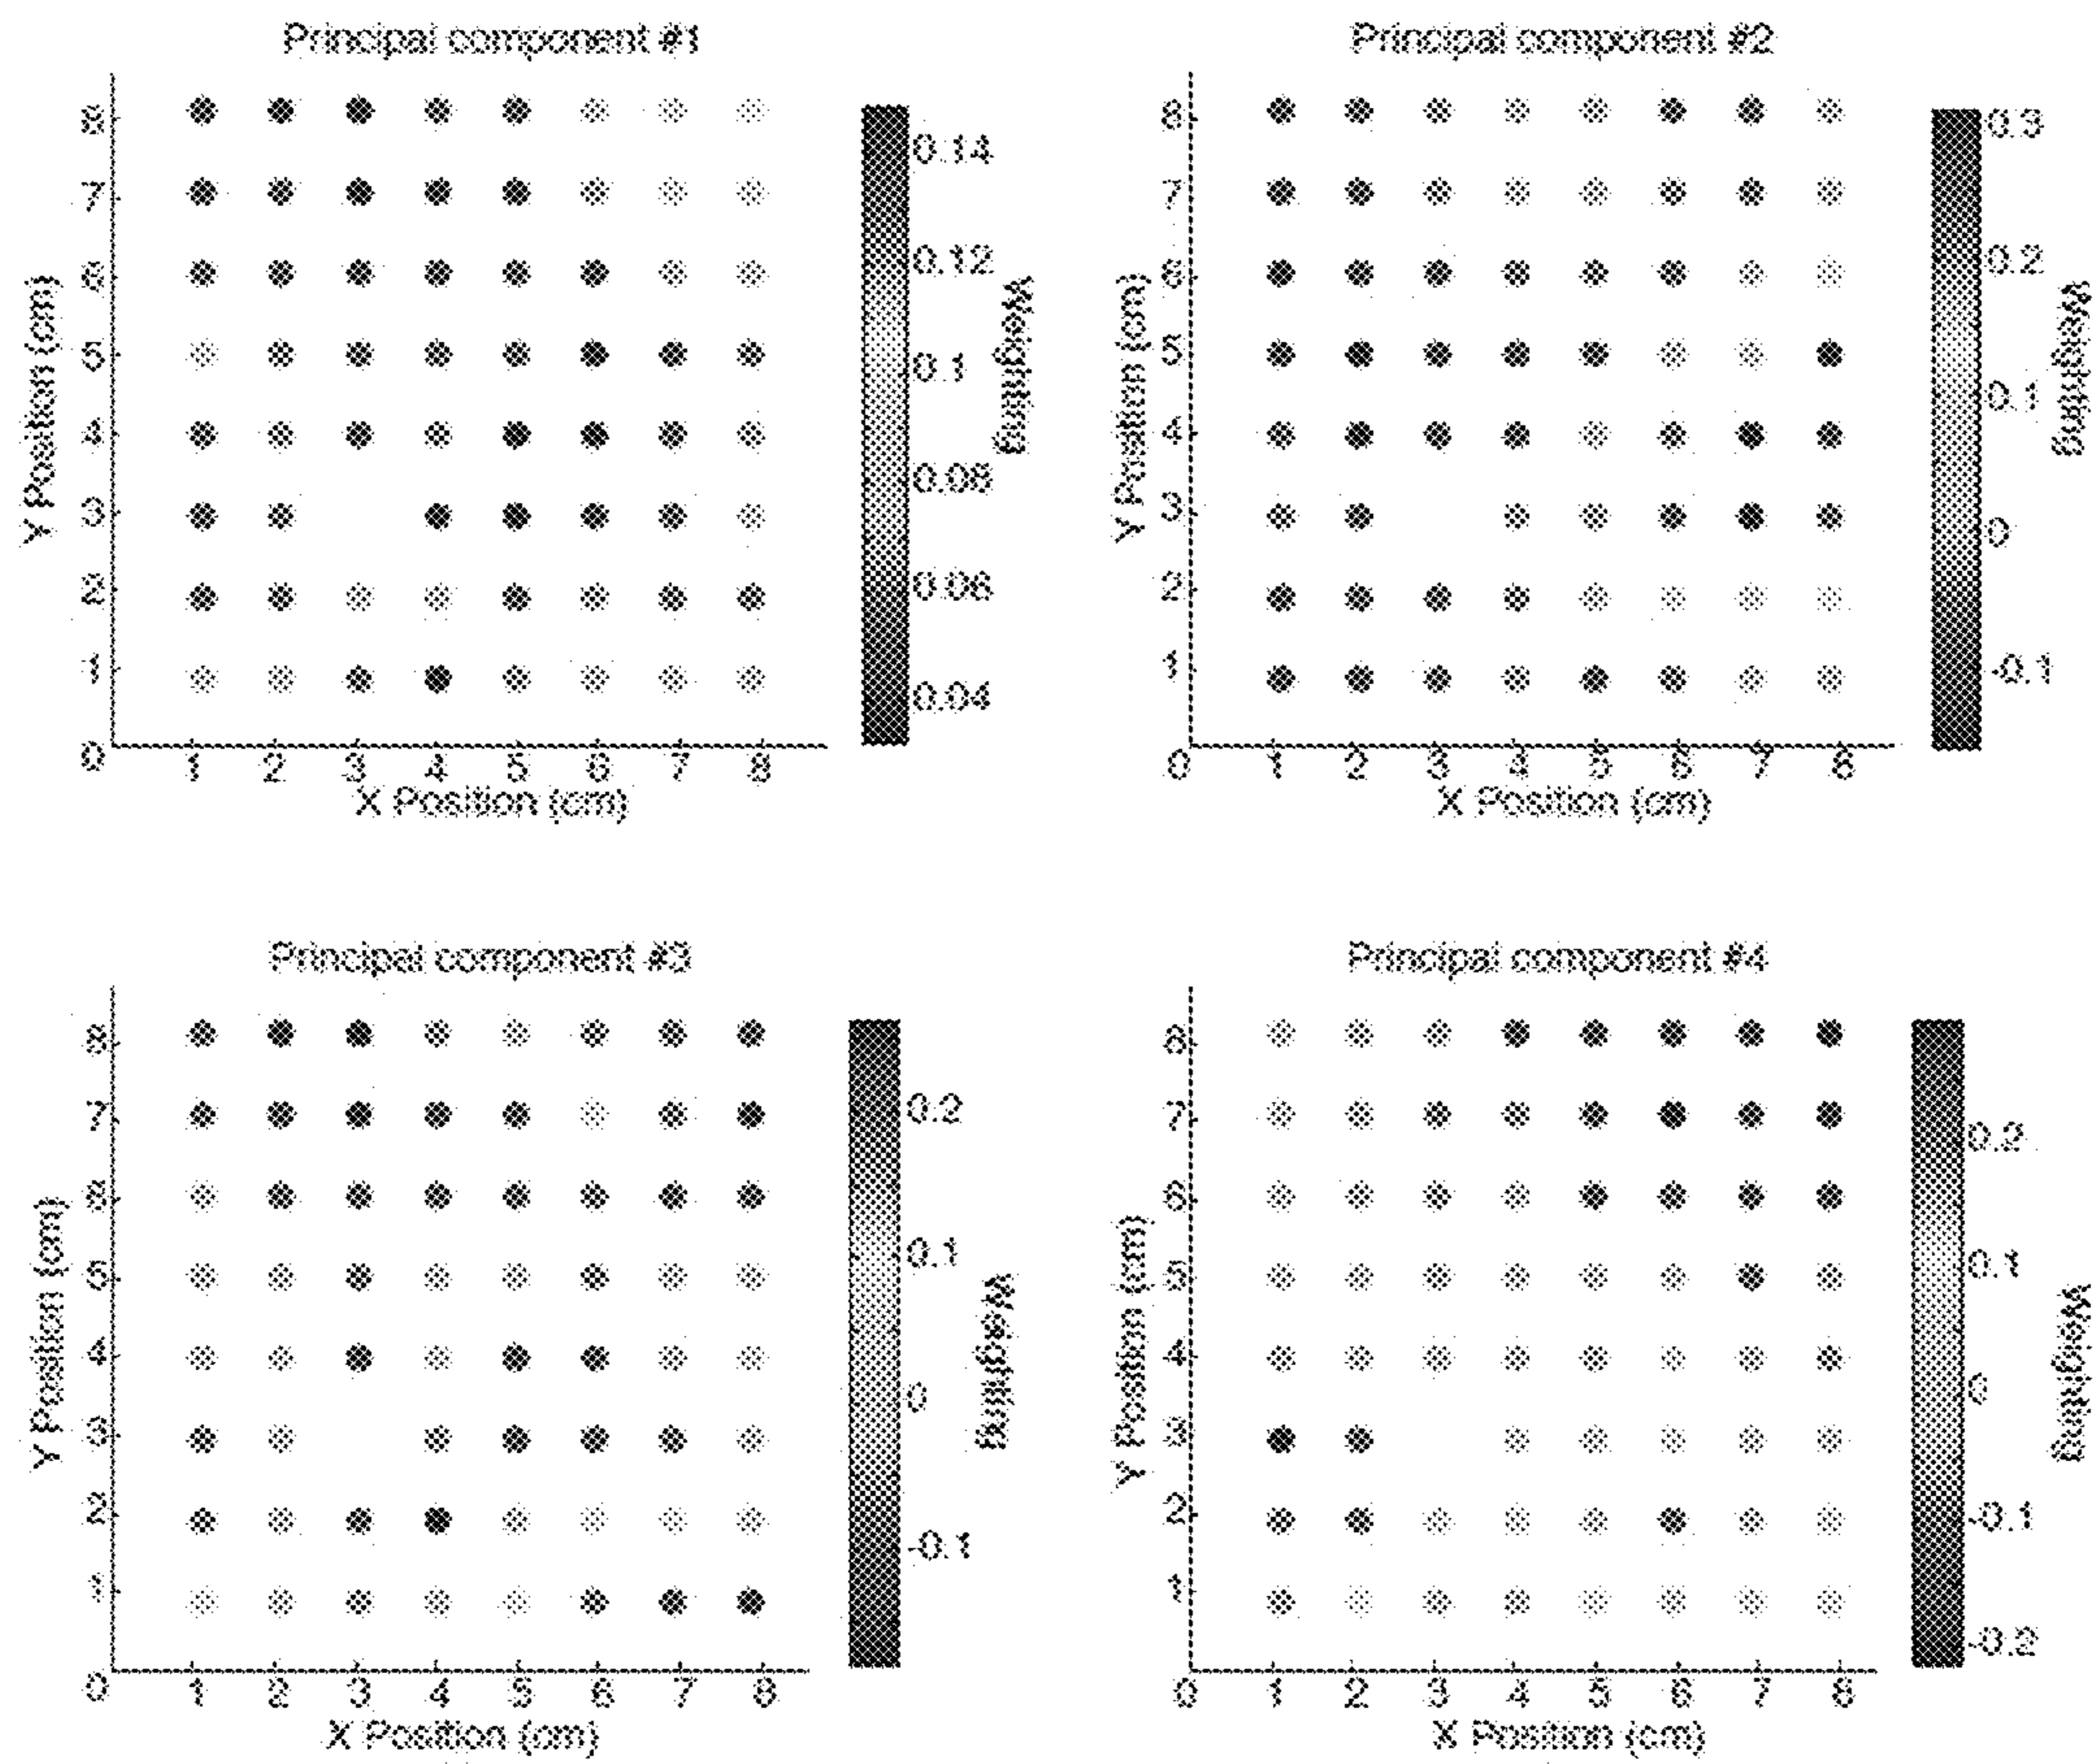 Principal component #1
8
7
6
5
4
3
2
1
0
1 2 3 4 5 6 7 8
X Position (cm)
Y Position (cm)
0.14
0.12
0.1
0.08
0.06
0.04
Weighting
Principal component #2
8
7
6
5
4
3
2
1
0 1 2 3 4 5 6 7 8
X Position (cm)
Y Position (cm)
0.3
0.2
0.1
0
-0.1
Weighting
Principal component #3
8
7
6
5
4
3
2
1
0 1 2 3 4 5 6 7 8
X Position (cm)
Y Position (cm)
0.2
0.1
0
-0.1
Weighting
Principal component #4
8
7
6
5
4
3
2
1
0 1 2 3 4 5 6 7 8
X Position (cm)
Y Position (cm)
0.2
0.1
0
-0.1
-0.2
Weighting